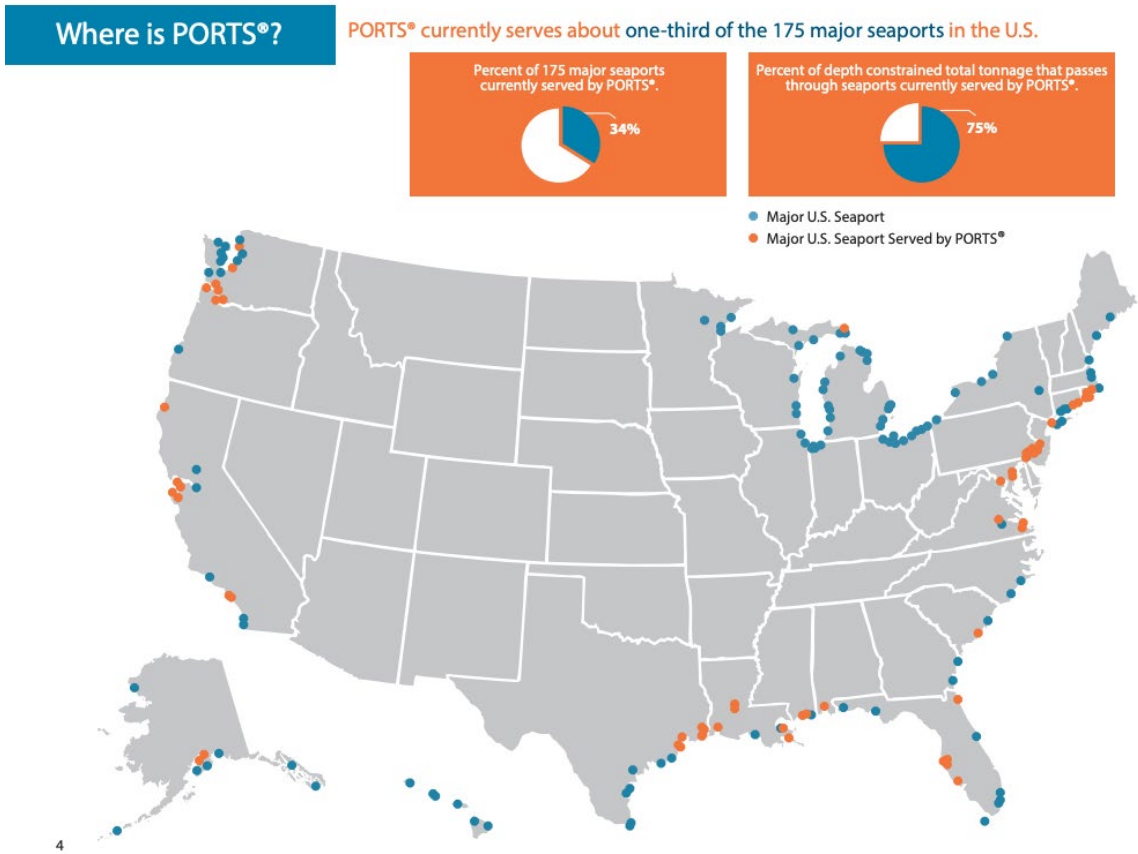 Where is PORTS®?
PORTS® currently serves about one-third of the 175 major seaports in the U.S.
Percent of 175 major seaports
currently served by PORTS®.
34%
Percent of depth constrained total tonnage that passes
through seaports currently served by PORTS®.
75%
Major U.S. Seaport
Major U.S. Seaport Served by PORTS®
4